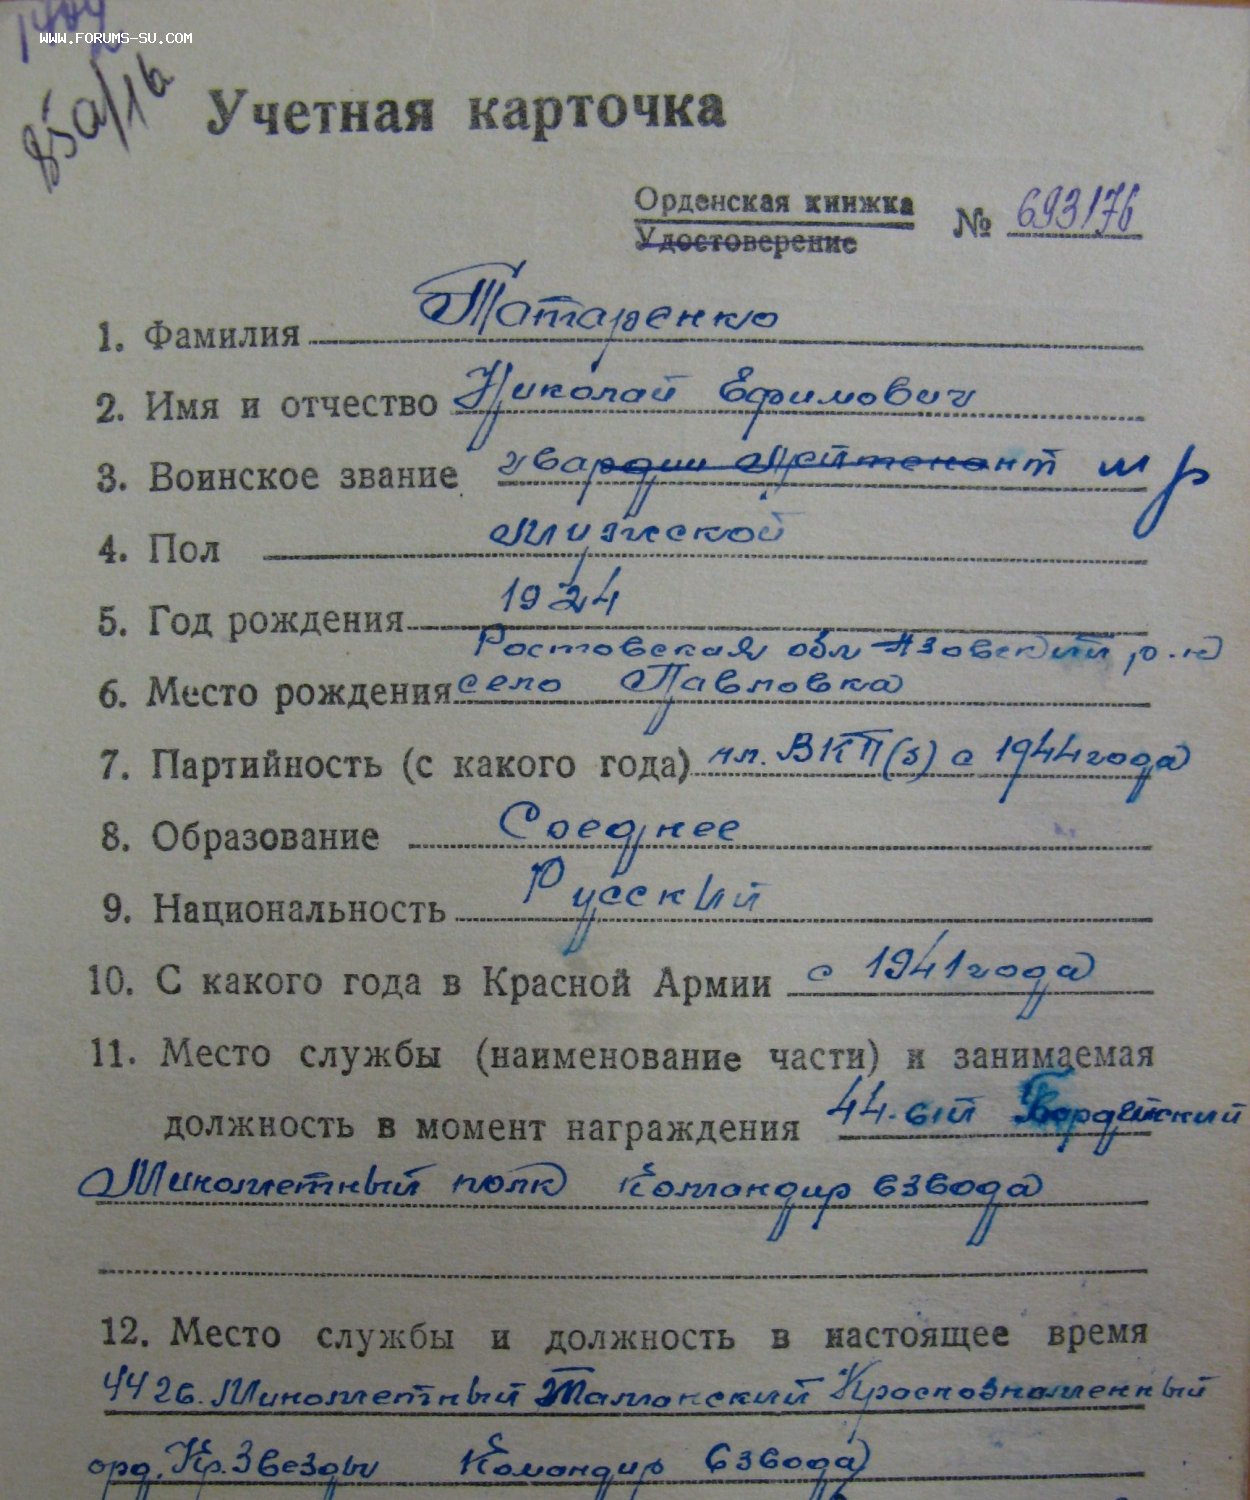 WWW.FORUMS-SU.COM
85а/16
Учетная карточка
Орденская книжка
Удостоверение
№ 693176
1. Фамилия Татаренко
2. Имя и отчество Николай Ефимович
3. Воинское звание гвардии Лейтенант
4. Пол Мужской
5. Год рождения 1924
Ростовская обл Азовский р-н
6. Место рождения село Павловка
7. Партийность (с какого года) чл. ВКП(б) с 1944 года
8. Образование Среднее
9. Национальность Русский
10. С какого года в Красной Армии с 1941 года
11. Место службы (наименование части) и занимаемая
должность в момент награждения 44-ый Гвардейский
Минометный полк Командир взвода
12. Место службы и должность в настоящее время
44 гв. Минометный Краснознаменный
орд. Кр. Звезды Командир взвода